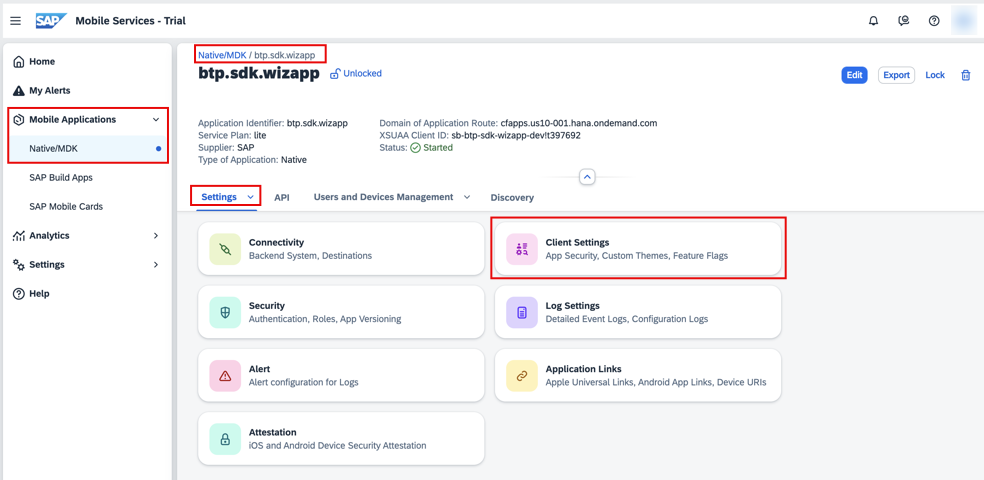 SAP Mobile Services - Trial
Home
My Alerts
Mobile Applications
Native/MDK
SAP Build Apps
SAP Mobile Cards
Analytics
Settings
Help
Native/MDK / btp.sdk.wizapp
btp.sdk.wizapp Unlocked
Edit Export Lock
Application Identifier: btp.sdk.wizapp
Service Plan: lite
Supplier: SAP
Type of Application: Native
Domain of Application Route: cfapps.us10-001.hana.ondemand.com
XSUAA Client ID: sb-btp-sdk-wizapp-dev!t397692
Status: Started
Settings API Users and Devices Management Discovery
Connectivity
Backend System, Destinations
Client Settings
App Security, Custom Themes, Feature Flags
Security
Authentication, Roles, App Versioning
Log Settings
Detailed Event Logs, Configuration Logs
Alert
Alert configuration for Logs
Application Links
Apple Universal Links, Android App Links, Device URIs
Attestation
iOS and Android Device Security Attestation